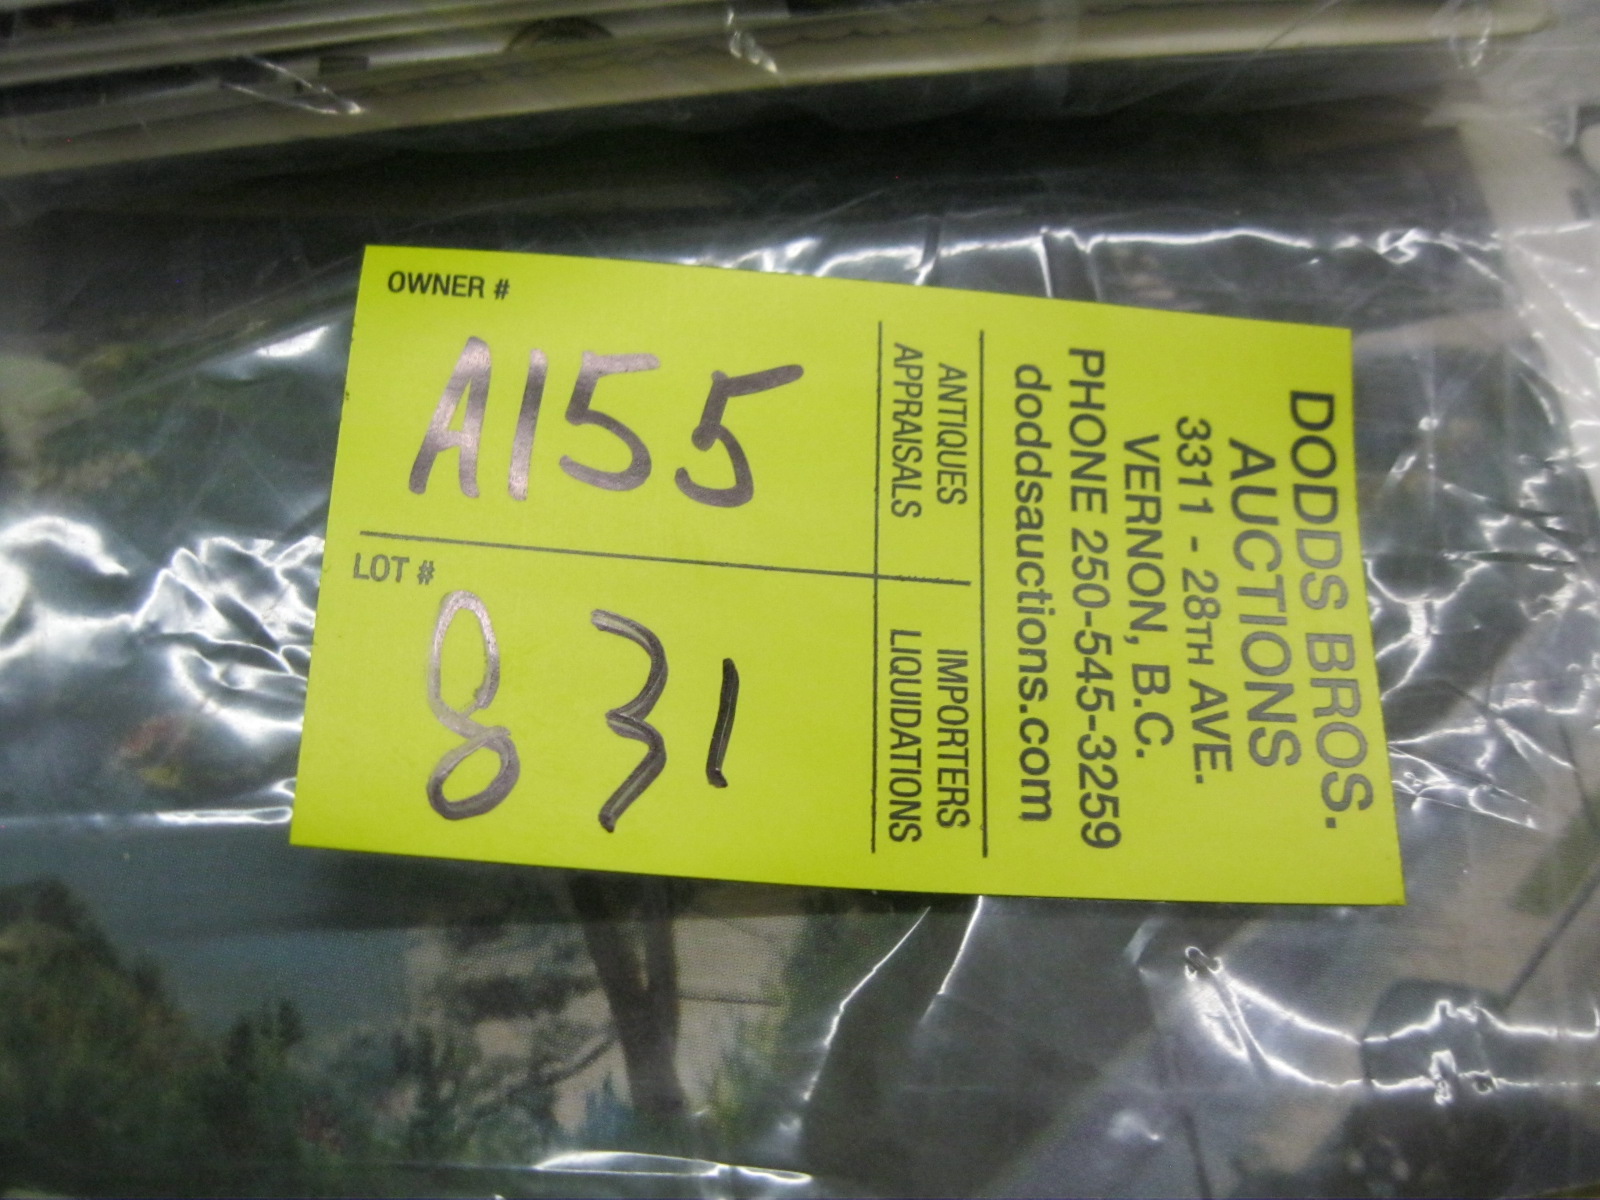 OWNER #
A155
LOT #
831
ANTIQUES
APPRAISALS
IMPORTERS
LIQUIDATIONS
DODDS BROS.
AUCTIONS
3311 - 28TH AVE.
VERNON, B.C.
PHONE 250-545-3259
doddsauctions.com